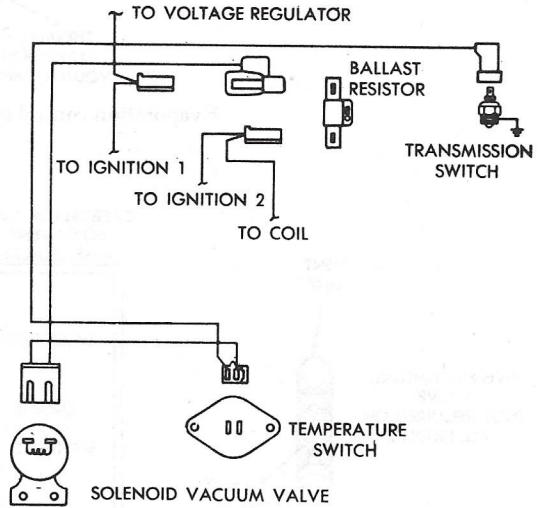 TO VOLTAGE REGULATOR
BALLAST
RESISTOR
TO IGNITION 1
TRANSMISSION
SWITCH
TO IGNITION 2
TO COIL
TEMPERATURE
SWITCH
SOLENOID VACUUM VALVE